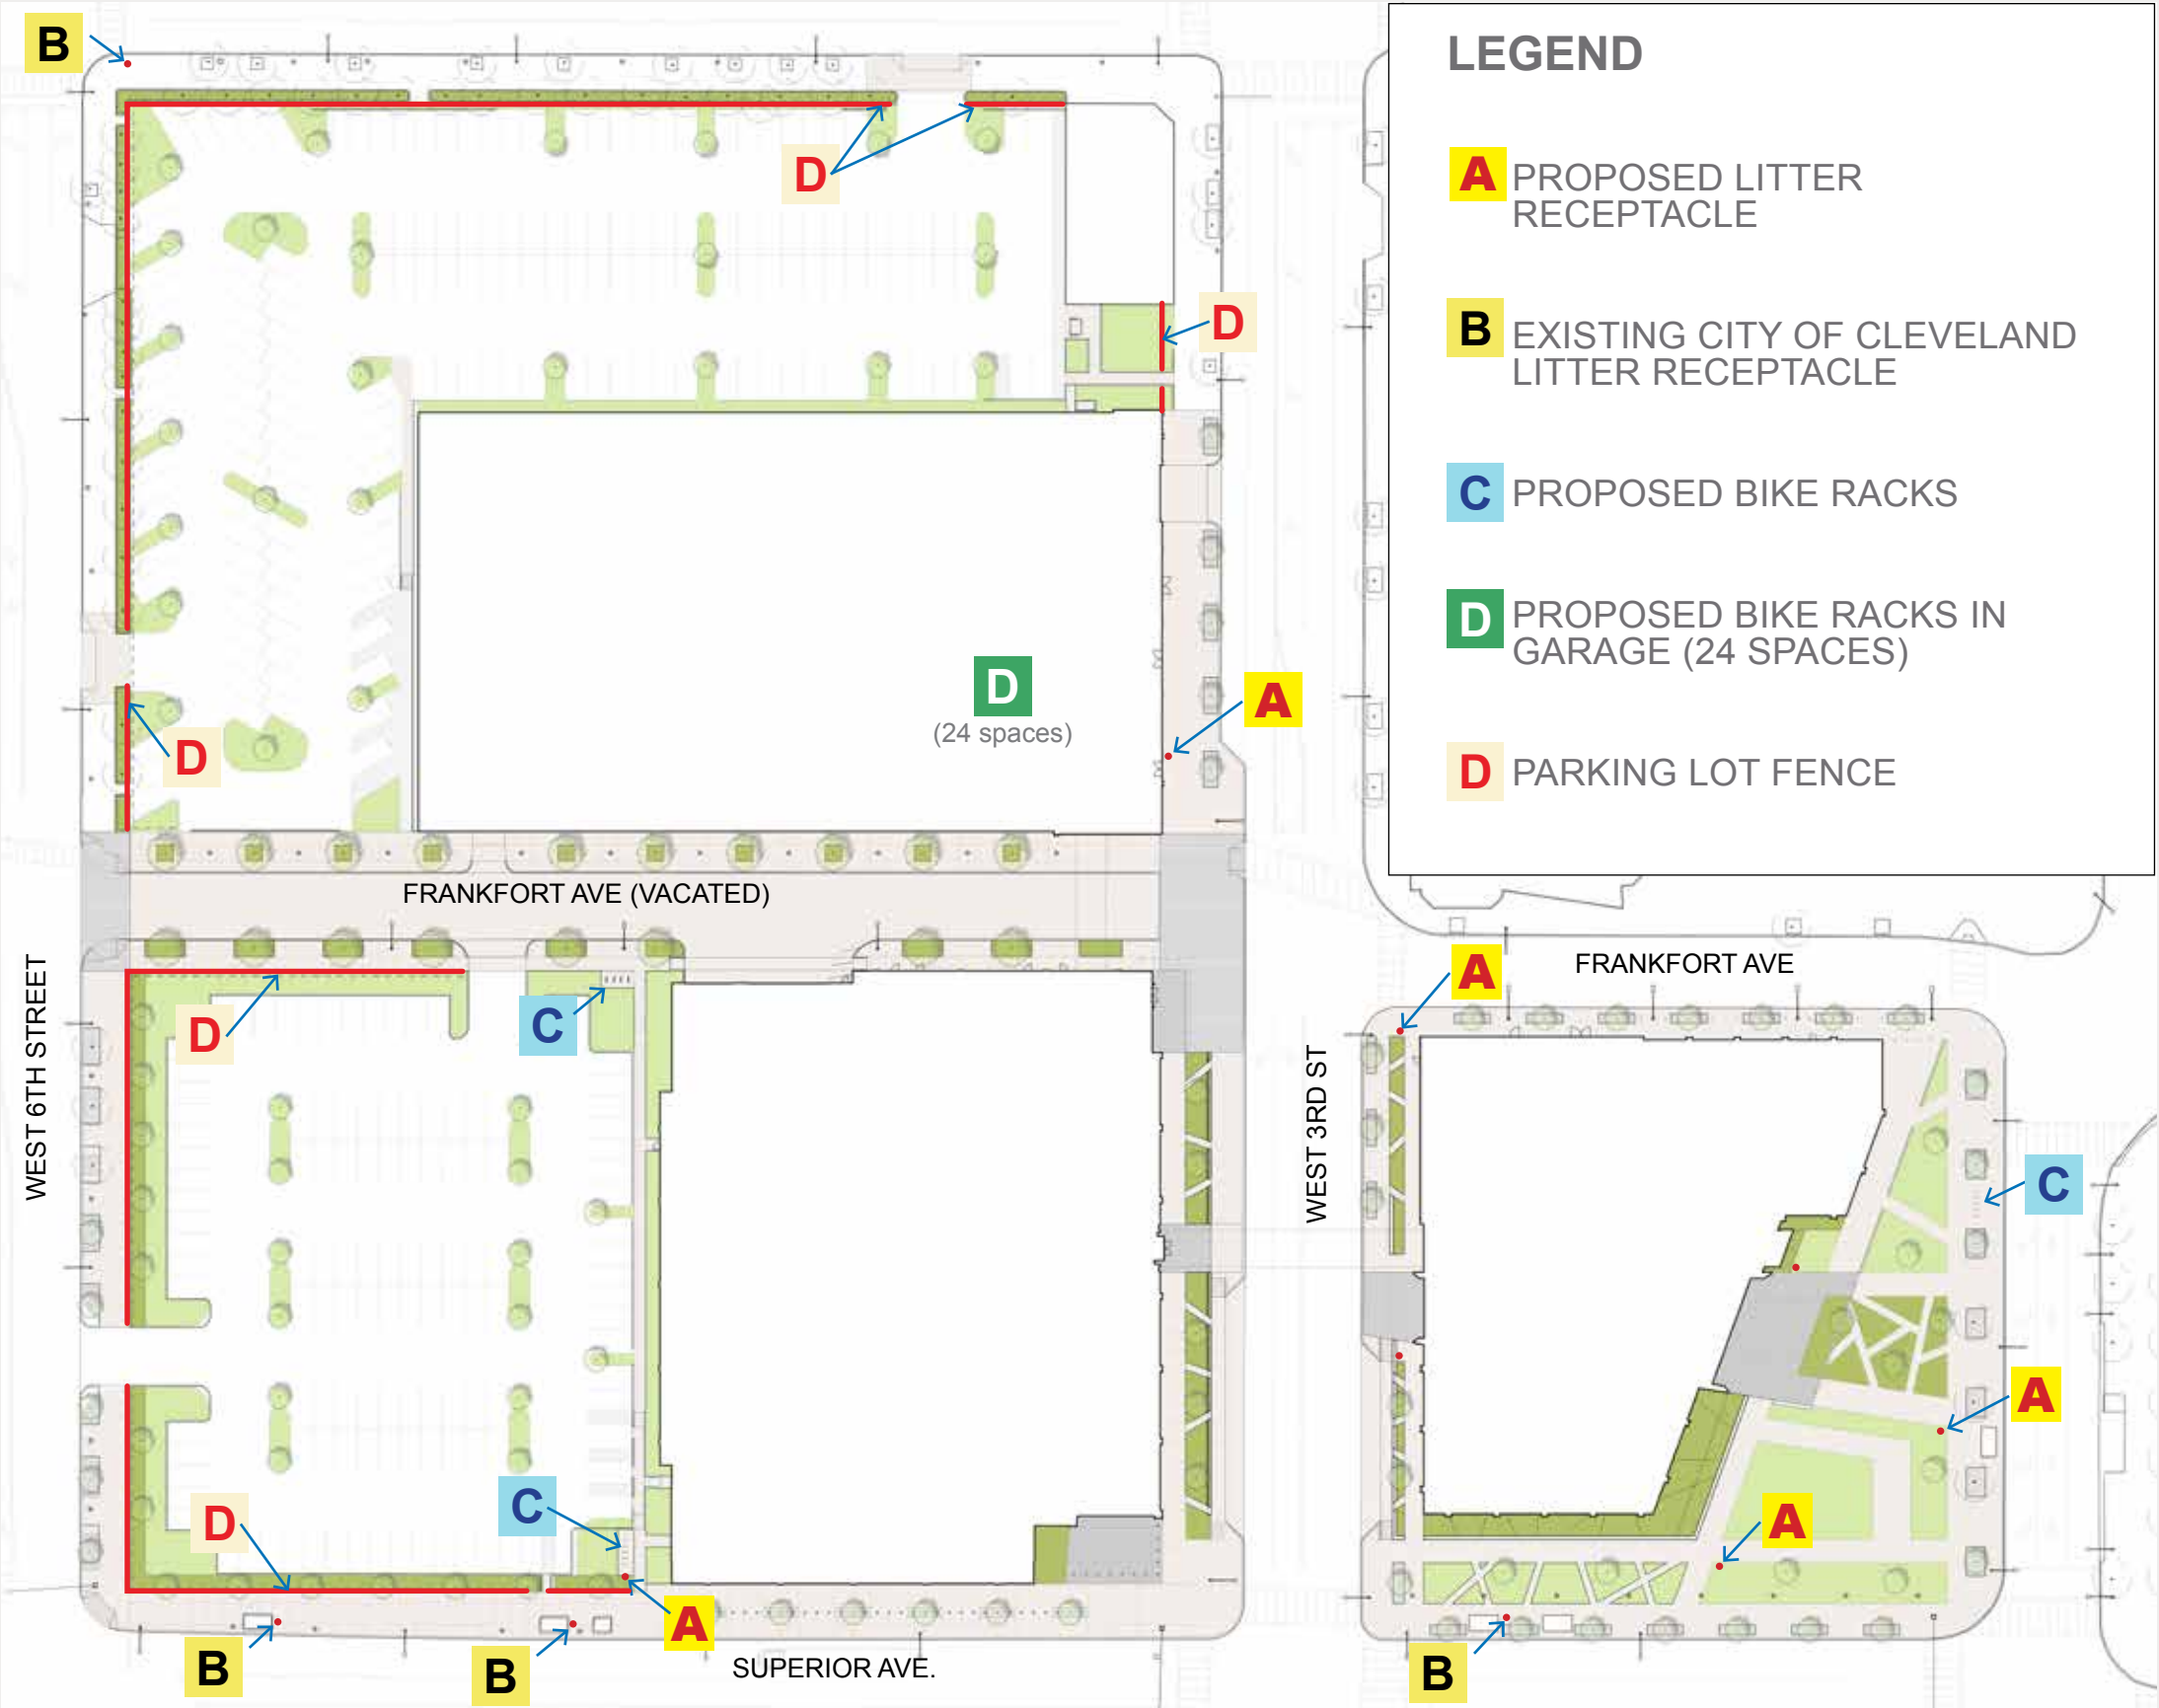 B
LEGEND
A PROPOSED LITTER
RECEPTACLE
B EXISTING CITY OF CLEVELAND
LITTER RECEPTACLE
C PROPOSED BIKE RACKS
D PROPOSED BIKE RACKS IN
GARAGE (24 SPACES)
D PARKING LOT FENCE
D
D
D
(24 spaces)
A
D
FRANKFORT AVE (VACATED)
WEST 6TH STREET
D
C
A
FRANKFORT AVE
WEST 3RD ST
C
A
D
C
A
A
B
B
B
SUPERIOR AVE.